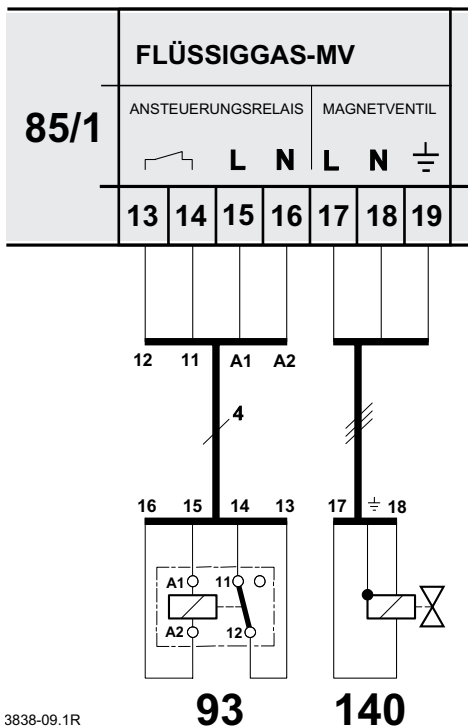 FLÜSSIGGAS-MV
85/1
ANSTEUERUNGSRELAIS MAGNETVENTIL
L N L N
13 14 15 16 17 18 19
12 11 A1 A2
4
16 15 14 13 17 18
A1 11
A2 12
93 140
3838-09.1R